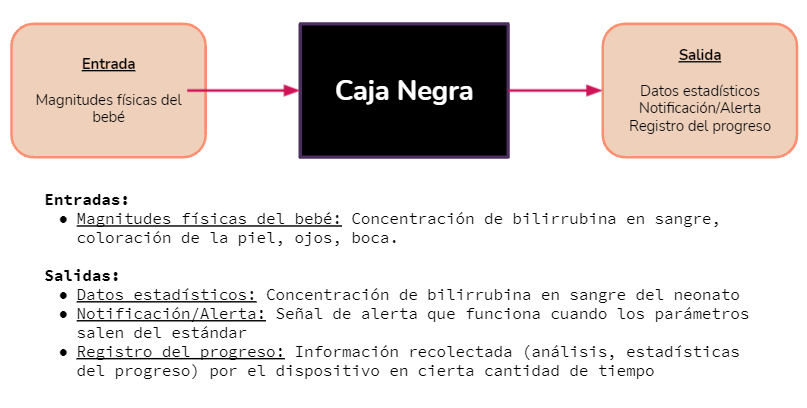 Entrada
Magnitudes físicas del
bebé
Caja Negra
Salida
Datos estadísticos
Notificación/Alerta
Registro del progreso
Entradas:
● Magnitudes físicas del bebé: Concentración de bilirrubina en sangre,
coloración de la piel, ojos, boca.
Salidas:
● Datos estadísticos: Concentración de bilirrubina en sangre del neonato
● Notificación/Alerta: Señal de alerta que funciona cuando los parámetros
salen del estándar
● Registro del progreso: Información recolectada (análisis, estadísticas
del progreso) por el dispositivo en cierta cantidad de tiempo